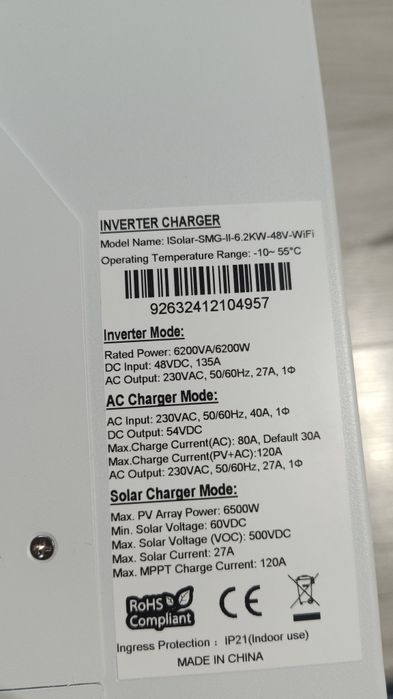 INVERTER CHARGER
Model Name: ISolar-SMG-II-6.2KW-48V-WiFi
Operating Temperature Range: -10~ 55°C
92632412104957
Inverter Mode:
Rated Power: 6200VA/6200W
DC Input: 48VDC, 135A
AC Output: 230VAC, 50/60HZ, 27A, 1Φ
AC Charger Mode:
AC Input: 230VAC, 50/60HZ, 40A, 1Φ
DC Output: 54VDC
Max.Charge Current(AC): 80A, Default 30A
Max.Charge Current(PV+AC):120A
AC Output: 230VAC, 50/60HZ, 27A, 1Φ
Solar Charger Mode:
Max. PV Array Power: 6500W
Min. Solar Voltage: 60VDC
Max. Solar Voltage (VOC): 500VDC
Max. Solar Current: 27A
Max. MPPT Charge Current: 120A
RoHS
Compliant
CE
Ingress Protection : IP21(Indoor use)
MADE IN CHINA